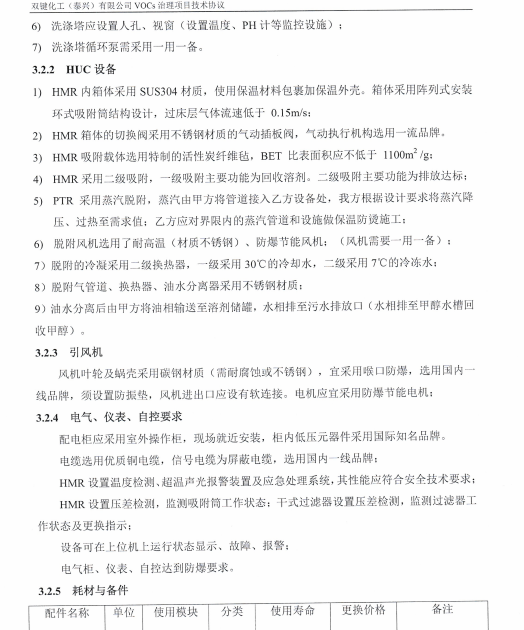 双键化工（泰兴）有限公司 VOCs 治理项目技术协议
6) 洗涤塔应设置人孔、视窗（设置温度、PH 计等监控设施）；
7) 洗涤塔循环泵需采用一用一备。
3.2.2 HUC 设备
1) HMR 内箱体采用 SUS304 材质，使用保温材料包裹加保温外壳。箱体采用阵列式安装
环式吸附筒结构设计，过床层气体流速低于 0.15m/s；
2) HMR 箱体的切换阀采用不锈钢材质的气动插板阀，气动执行机构选用一流品牌。
3) HMR 吸附载体选用特制的活性炭纤维毡，BET 比表面积应不低于 1100m² /g；
4) HMR 采用二级吸附，一级吸附主要功能为回收溶剂。二级吸附主要功能为排放达标；
5) PTR 采用蒸汽脱附，蒸汽由甲方将管道接入乙方设备处，我方根据设计要求将蒸汽降
压、过热至需求值；乙方应对界限内的蒸汽管道和设施做保温防烫施工；
6) 脱附风机选用了耐高温（材质不锈钢）、防爆节能风机；（风机需要一用一备）；
7）脱附的冷凝采用二级换热器，一级采用 30℃的冷却水，二级采用 7℃的冷冻水；
8）脱附气管道、换热器、油水分离器采用不锈钢材质；
9）油水分离后由甲方将油相输送至溶剂储罐，水相排至污水排放口（水相排至甲醇水槽回
收甲醇）。
3.2.3 引风机
风机叶轮及蜗壳采用碳钢材质（需耐腐蚀或不锈钢），宜采用喉口防爆，选用国内一
线品牌，须设置防振垫，风机进出口应设有软连接。电机应宜采用防爆节能电机；
3.2.4 电气、仪表、自控要求
配电柜应采用室外操作柜，现场就近安装，柜内低压元器件采用国际知名品牌。
电缆选用优质铜电缆，信号电缆为屏蔽电缆，选用国内一线品牌；
HMR 设置温度检测、超温声光报警装置及应急处理系统，其性能应符合安全技术要求；
HMR 设置压差检测，监测吸附筒工作状态；干式过滤器设置压差检测，监测过滤器工
作状态及更换指示；
设备可在上位机上运行状态显示、故障、报警；
电气柜、仪表、自控达到防爆要求。
3.2.5 耗材与备件
配件名称 单位 使用模块 分类 使用寿命 更换价格 备注